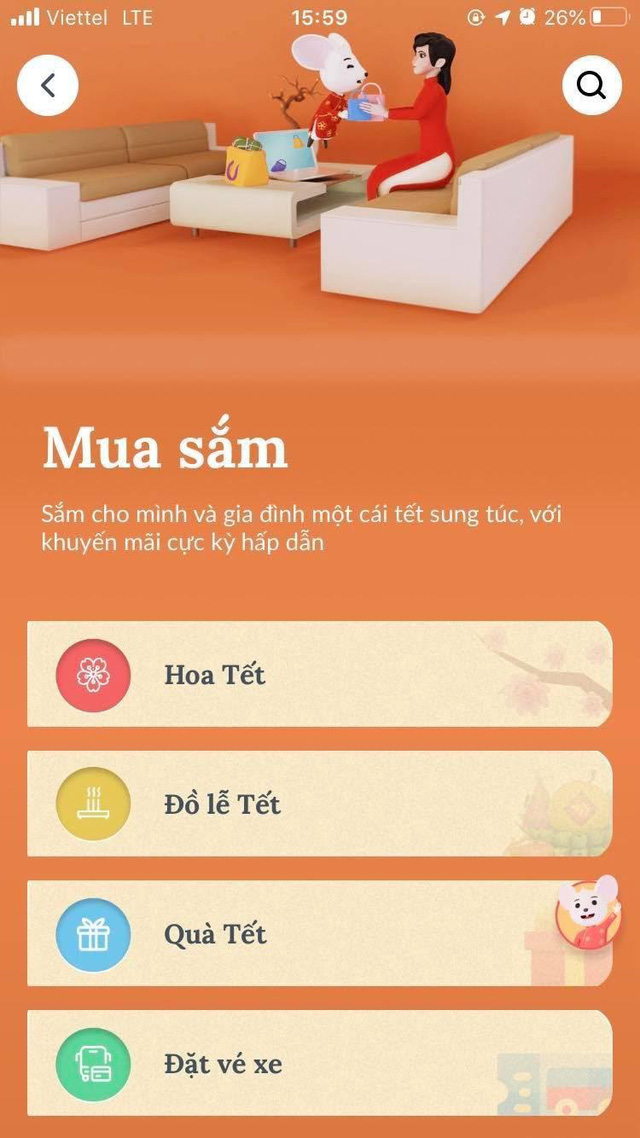 Viettel LTE 15:59 26%
Mua sắm
Sắm cho mình và gia đình một cái tết sung túc, với
khuyến mãi cực kỳ hấp dẫn
Hoa Tết
Đồ lễ Tết
Quà Tết
Đặt vé xe